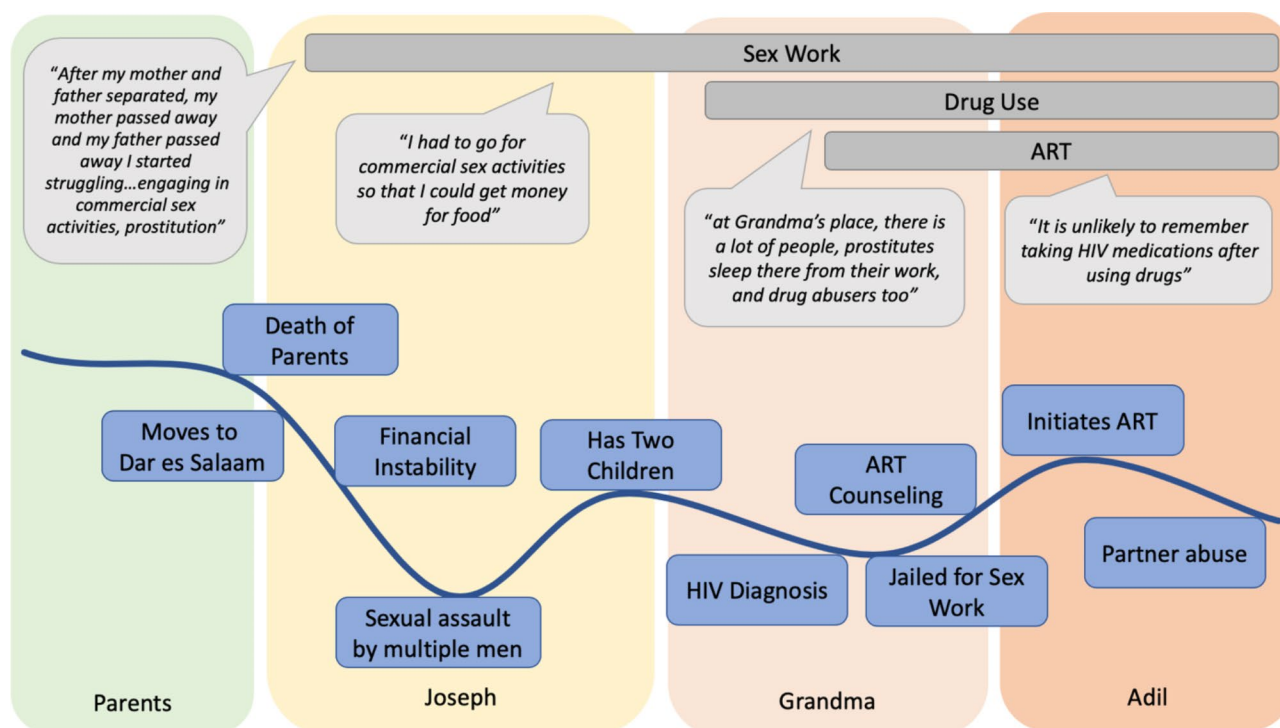 "After my mother and
father separated, my
mother passed away
and my father passed
away I started
struggling...engaging in
commercial sex
activities, prostitution"
Sex Work
Drug Use
ART
"I had to go for
commercial sex activities
so that I could get money
for food"
"at Grandma's place, there is
a lot of people, prostitutes
sleep there from their work,
and drug abusers too"
"It is unlikely to remember
taking HIV medications after
using drugs"
Death of
Parents
Moves to
Dar es Salaam
Financial
Instability
Sexual assault
by multiple men
Has Two
Children
HIV Diagnosis
ART
Counseling
Jailed for Sex
Work
Initiates ART
Partner abuse
Parents
Joseph
Grandma
Adil